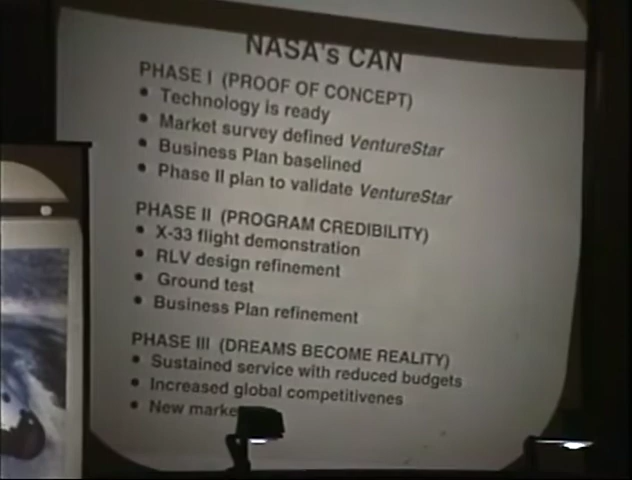 NASA's CAN
PHASE I (PROOF OF CONCEPT)
• Technology is ready
• Market survey defined VentureStar
• Business Plan baselined
• Phase II plan to validate VentureStar
PHASE II (PROGRAM CREDIBILITY)
• X-33 flight demonstration
• RLV design refinement
• Ground test
• Business Plan refinement
PHASE III (DREAMS BECOME REALITY)
• Sustained service with reduced budgets
• Increased global competitivenes
• New